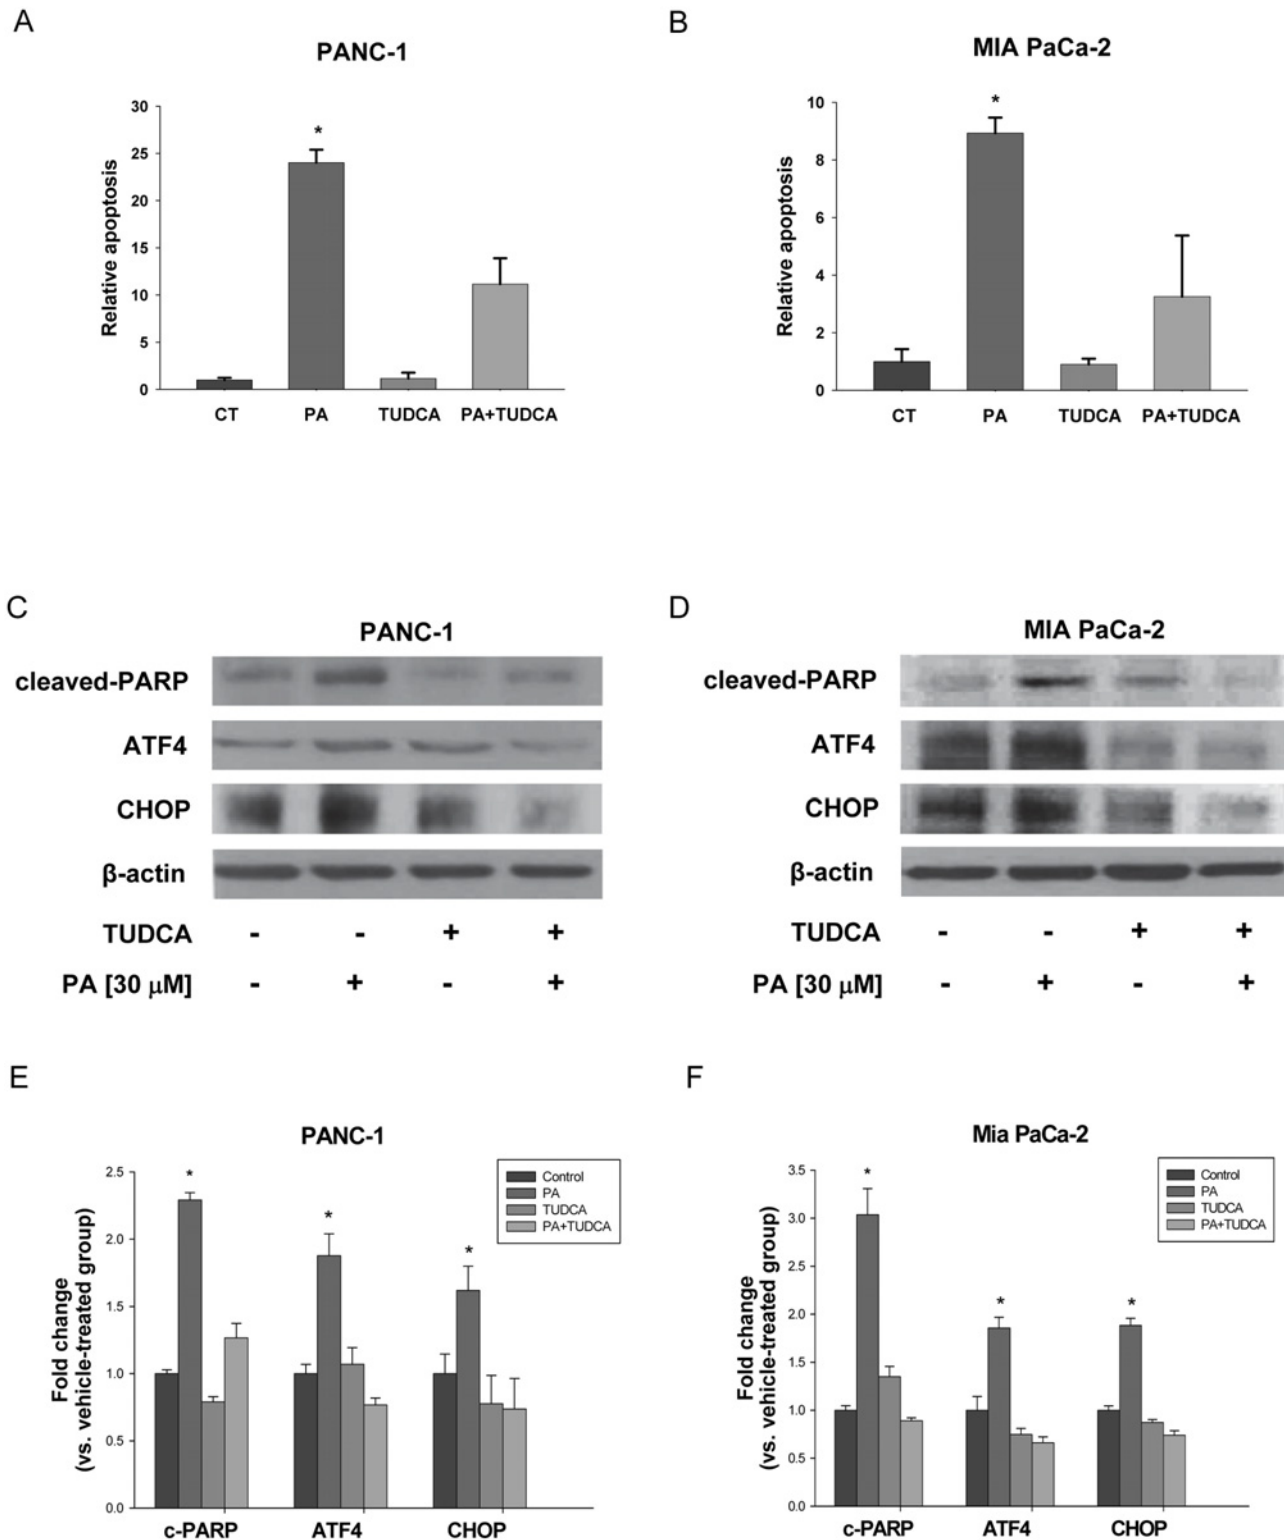 A
PANC-1
30
25
20
15
10
5
0
Relative apoptosis
*
CT PA TUDCA PA+TUDCA
B
MIA PaCa-2
10
8
6
4
2
0
Relative apoptosis
*
CT PA TUDCA PA+TUDCA
C
PANC-1
cleaved-PARP
ATF4
CHOP
β-actin
TUDCA - - + +
PA [30 μM] - + - +
D
MIA PaCa-2
cleaved-PARP
ATF4
CHOP
β-actin
TUDCA - - + +
PA [30 μM] - + - +
E
PANC-1
2.5
2.0
1.5
1.0
0.5
0.0
Fold change
(vs. vehicle-treated group)
* * *
Control
PA
TUDCA
PA+TUDCA
c-PARP ATF4 CHOP
F
Mia PaCa-2
3.5
3.0
2.5
2.0
1.5
1.0
0.5
0.0
Fold change
(vs. vehicle-treated group)
* * *
Control
PA
TUDCA
PA+TUDCA
c-PARP ATF4 CHOP